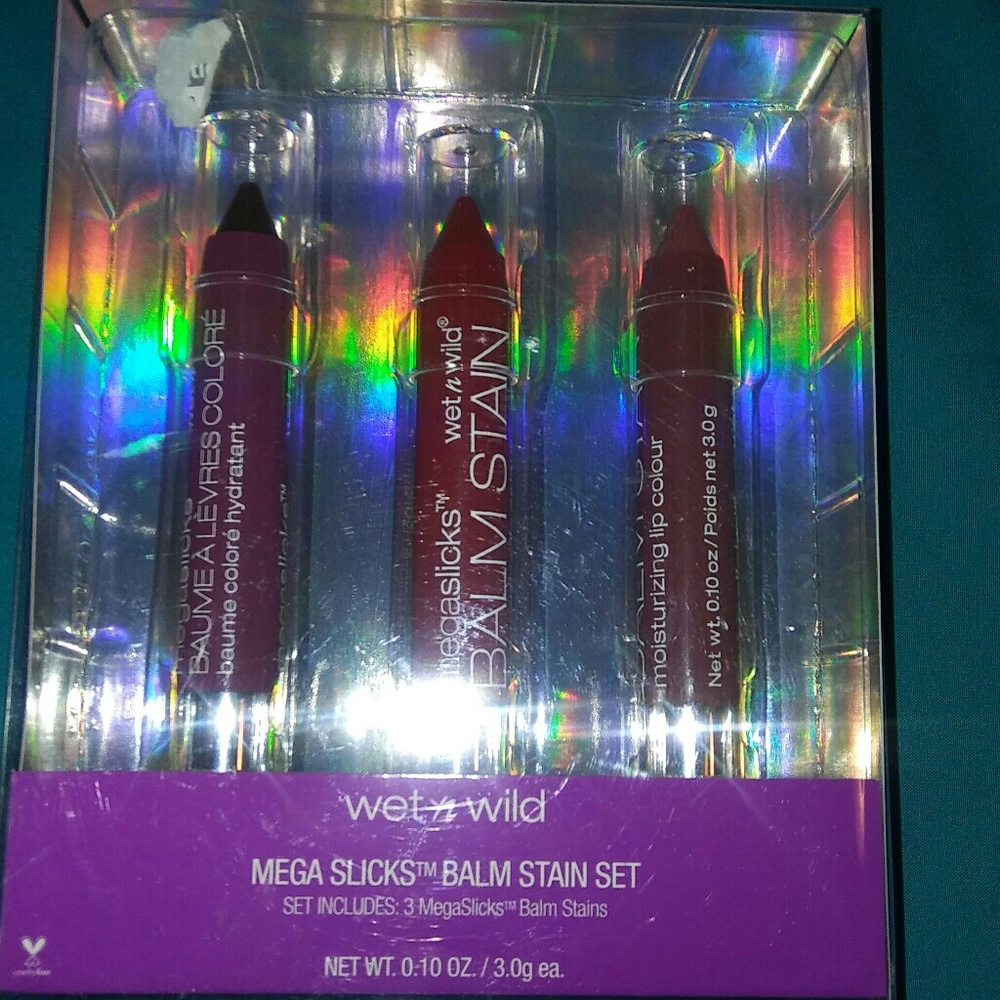 BAUME À LÈVRES COLORÉ
baume coloré hydratant
wet n wild®
megaslicks™
BALM STAIN
moisturizing lip colour
Net wt. 0.10 oz / Poids net 3.0 g
wet n wild
MEGA SLICKS™ BALM STAIN SET
SET INCLUDES: 3 MegaSlicks™ Balm Stains
NET WT. 0.10 OZ. / 3.0g ea.